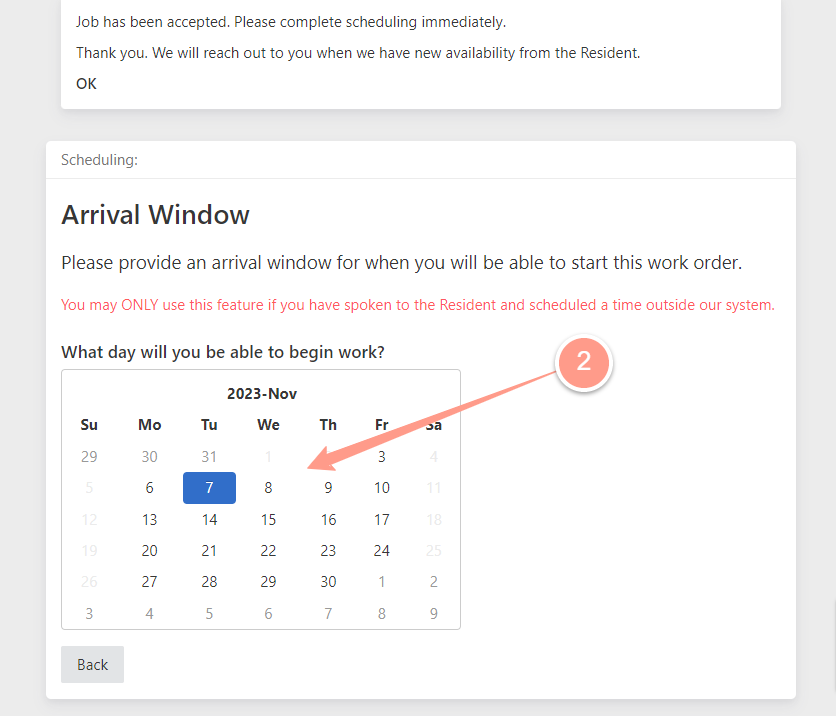 Job has been accepted. Please complete scheduling immediately.
Thank you. We will reach out to you when we have new availability from the Resident.
OK
Scheduling:
Arrival Window
Please provide an arrival window for when you will be able to start this work order.
You may ONLY use this feature if you have spoken to the Resident and scheduled a time outside our system.
What day will you be able to begin work?
2
2023-Nov
Su Mo Tu We Th Fr Sa
29 30 31 1 3 4
5 6 7 8 9 10 11
12 13 14 15 16 17 18
19 20 21 22 23 24 25
26 27 28 29 30 1 2
3 4 5 6 7 8 9
Back